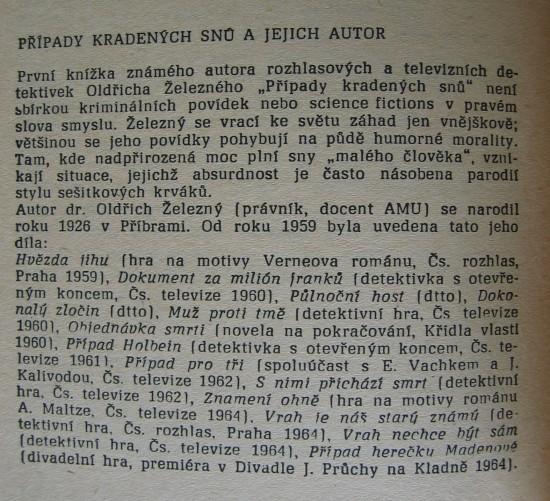 PŘÍPADY KRADENÝCH SNŮ A JEJICH AUTOR
První knížka známého autora rozhlasových a televizních de-
tektivek Oldřicha Železného „Případy kradených snů“ není
sbírkou kriminálních povídek nebo science fictions v pravém
slova smyslu. Železný se vrací ke světu záhad jen vnějškově;
většinou se jeho povídky pohybují na půdě humorné morality.
Tam, kde nadpřirozená moc plní sny „malého člověka“, vzni-
kají situace, jejichž absurdnost je často násobena parodií
stylu sešitkových krváků.
Autor dr. Oldřich Železný (právník, docent AMU) se narodil
roku 1926 v Příbrami. Od roku 1959 byla uvedena tato jeho
díla:
Hvězda jihu (hra na motivy Verneova románu, Čs. rozhlas,
Praha 1959), Dokument za milión franků (detektivka s otevře-
ným koncem, Čs. televize 1960), Půlnoční host (dtto), Doko-
nalý zločin (dtto), Muž proti tmě (detektivní hra, Čs televize
1960), Objednávka smrti (novela na pokračování, Křídla vlasti
1960), Případ Holbein (detektivka s otevřeným koncem, Čs. te-
levize 1961), Případ pro tři (spoluúčast s E. Vachkem a J.
Kalivodou, Čs. televize 1962), S nimi přichází smrt (detektivní
hra, Čs. televize 1962), Znamení ohně (hra na motivy románu
A. Maltze, Čs. televize 1964), Vrah je náš starý známý (de-
tektivní hra, Čs. rozhlas, Praha 1964), Vrah nechce být sám
(detektivní hra, Čs. televize 1964), Případ herečku Madenové
(divadelní hra, premiéra v Divadle J. Průchy na Kladně 1964).